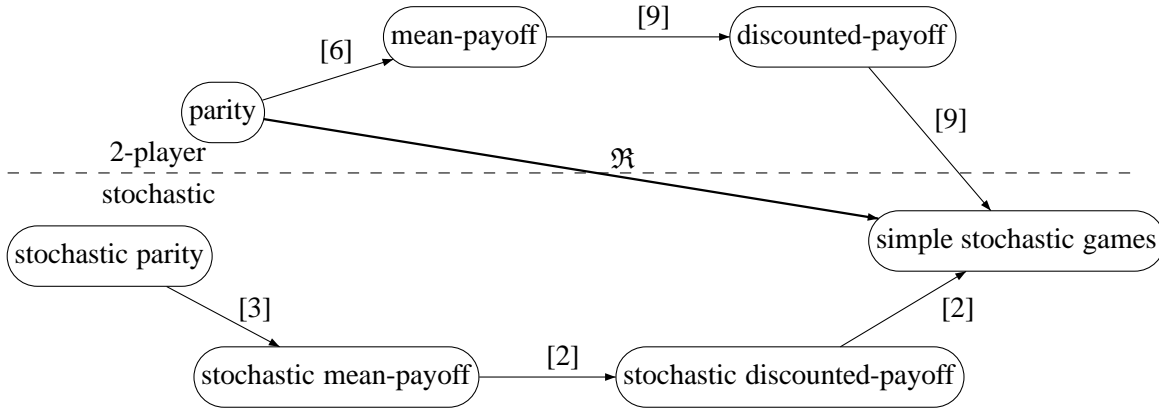 [9]
mean-payoff
discounted-payoff
[6]
parity
[9]
2-player
ℜ
stochastic
simple stochastic games
stochastic parity
[3]
[2]
[2]
stochastic mean-payoff
stochastic discounted-payoff